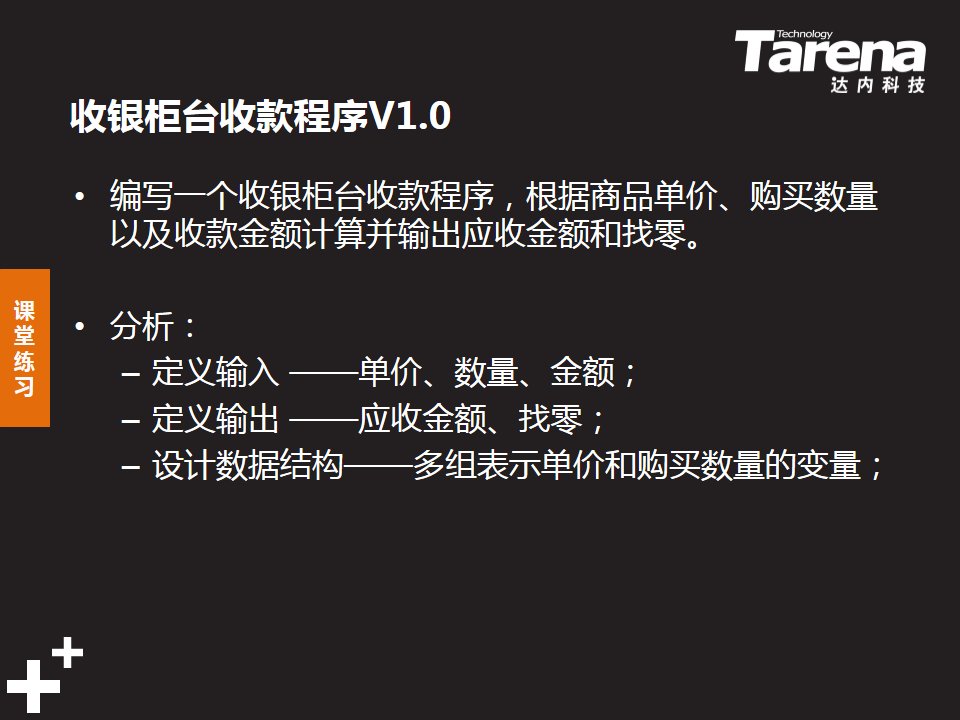 Technology
Tarena
达内科技
收银柜台收款程序V1.0
• 编写一个收银柜台收款程序，根据商品单价、购买数量
以及收款金额计算并输出应收金额和找零。
课堂练习
• 分析：
– 定义输入 ——单价、数量、金额；
– 定义输出 ——应收金额、找零；
– 设计数据结构——多组表示单价和购买数量的变量；